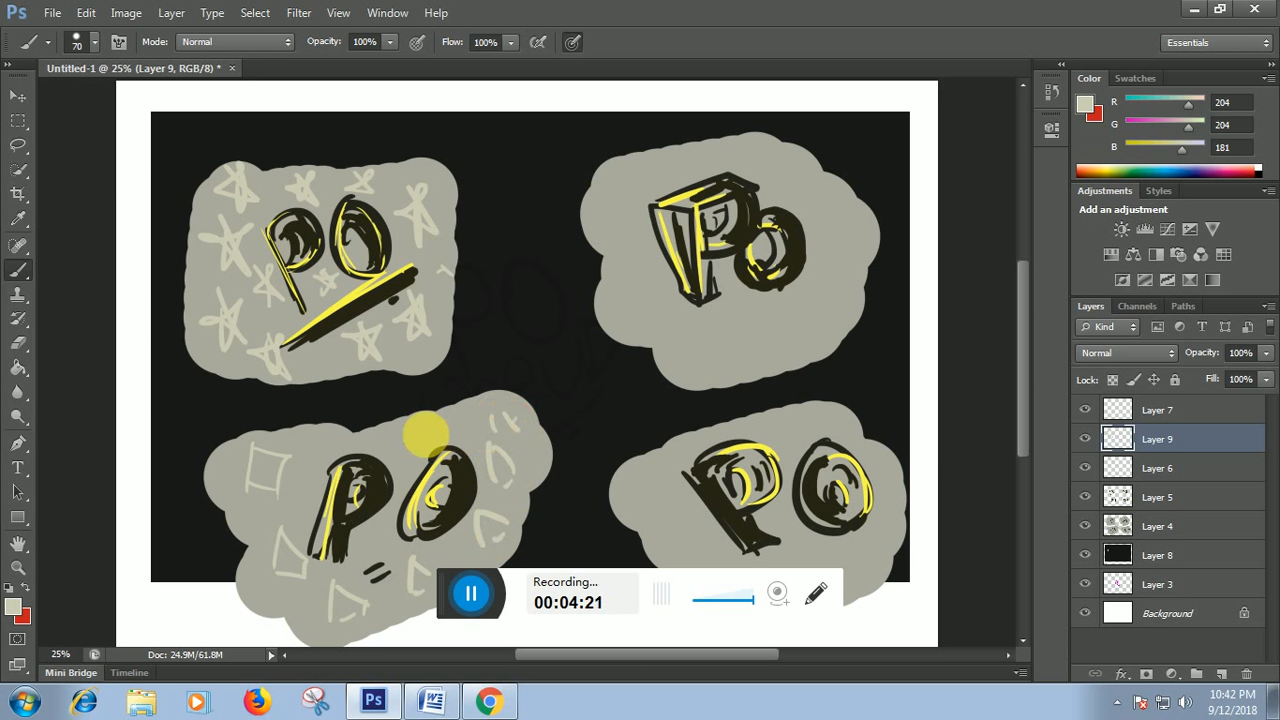 Ps File Edit Image Layer Type Select Filter View Window Help
70 Mode: Normal Opacity: 100% Flow: 100% Essentials
Untitled-1 @ 25% (Layer 9, RGB/8) * ×
Color Swatches
R 204
G 204
B 181
Adjustments Styles
Add an adjustment
Layers Channels Paths
Kind
Normal Opacity: 100%
Lock: Fill: 100%
Layer 7
Layer 9
Layer 6
Layer 5
Layer 4
Layer 8
Layer 3
Background
PO
PO
PO
PO
Recording...
00:04:21
25% Doc: 24.9M/61.8M
Mini Bridge Timeline
10:42 PM
9/12/2018